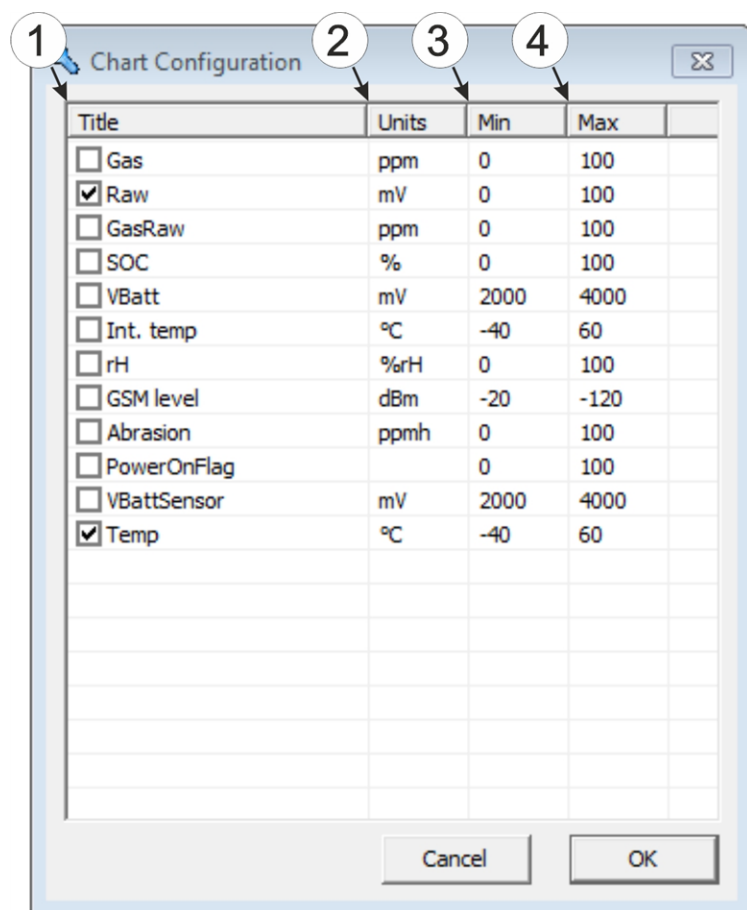 1 2 3 4
Chart Configuration
Title Units Min Max
Gas ppm 0 100
Raw mV 0 100
GasRaw ppm 0 100
SOC % 0 100
VBatt mV 2000 4000
Int. temp °C -40 60
rH %rH 0 100
GSM level dBm -20 -120
Abrasion ppmh 0 100
PowerOnFlag 0 100
VBattSensor mV 2000 4000
Temp °C -40 60
Cancel OK